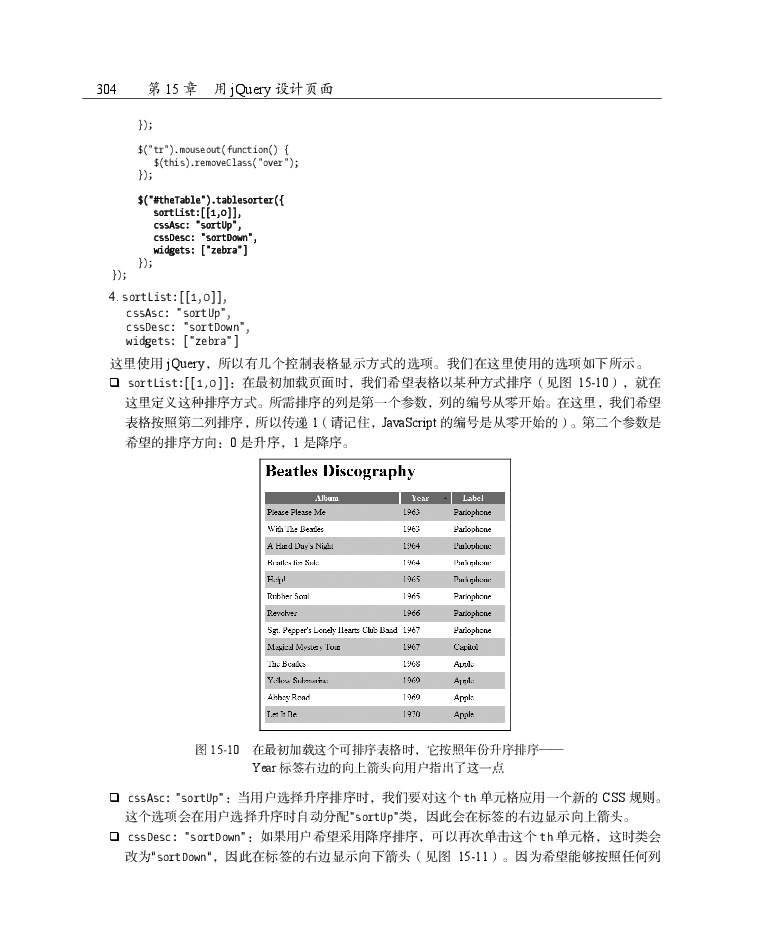 304 第 15 章 用 jQuery 设计页面
});
$("tr").mouseout(function() {
$(this).removeClass("over");
});
$("#theTable").tablesorter({
sortList:[[1,0]],
cssAsc: "sortUp",
cssDesc: "sortDown",
widgets: ["zebra"]
});
});
4. sortList:[[1,0]],
cssAsc: "sortUp",
cssDesc: "sortDown",
widgets: ["zebra"]
这里使用 jQuery，所以有几个控制表格显示方式的选项。我们在这里使用的选项如下所示。
❑ sortList:[[1,0]]：在最初加载页面时，我们希望表格以某种方式排序（见图 15-10），就在
这里定义这种排序方式。所需排序的列是第一个参数，列的编号从零开始。在这里，我们希望
表格按照第二列排序，所以传递 1（请记住，JavaScript 的编号是从零开始的）。第二个参数是
希望的排序方向：0 是升序，1 是降序。
Beatles Discography
Album Year Label
Please Please Me 1963 Parlophone
With The Beatles 1963 Parlophone
A Hard Day's Night 1964 Parlophone
Beatles for Sale 1964 Parlophone
Help! 1965 Parlophone
Rubber Soul 1965 Parlophone
Revolver 1966 Parlophone
Sgt. Pepper's Lonely Hearts Club Band 1967 Parlophone
Magical Mystery Tour 1967 Capitol
The Beatles 1968 Apple
Yellow Submarine 1969 Apple
Abbey Road 1969 Apple
Let It Be 1970 Apple
图 15-10 在最初加载这个可排序表格时，它按照年份升序排序——
Year 标签右边的向上箭头向用户指出了这一点
❑ cssAsc: "sortUp"：当用户选择升序排序时，我们要对这个 th 单元格应用一个新的 CSS 规则。
这个选项会在用户选择升序时自动分配"sortUp"类，因此会在标签的右边显示向上箭头。
❑ cssDesc: "sortDown"：如果用户希望采用降序排序，可以再次单击这个 th 单元格，这时类会
改为"sortDown"，因此在标签的右边显示向下箭头（见图 15-11）。因为希望能够按照任何列